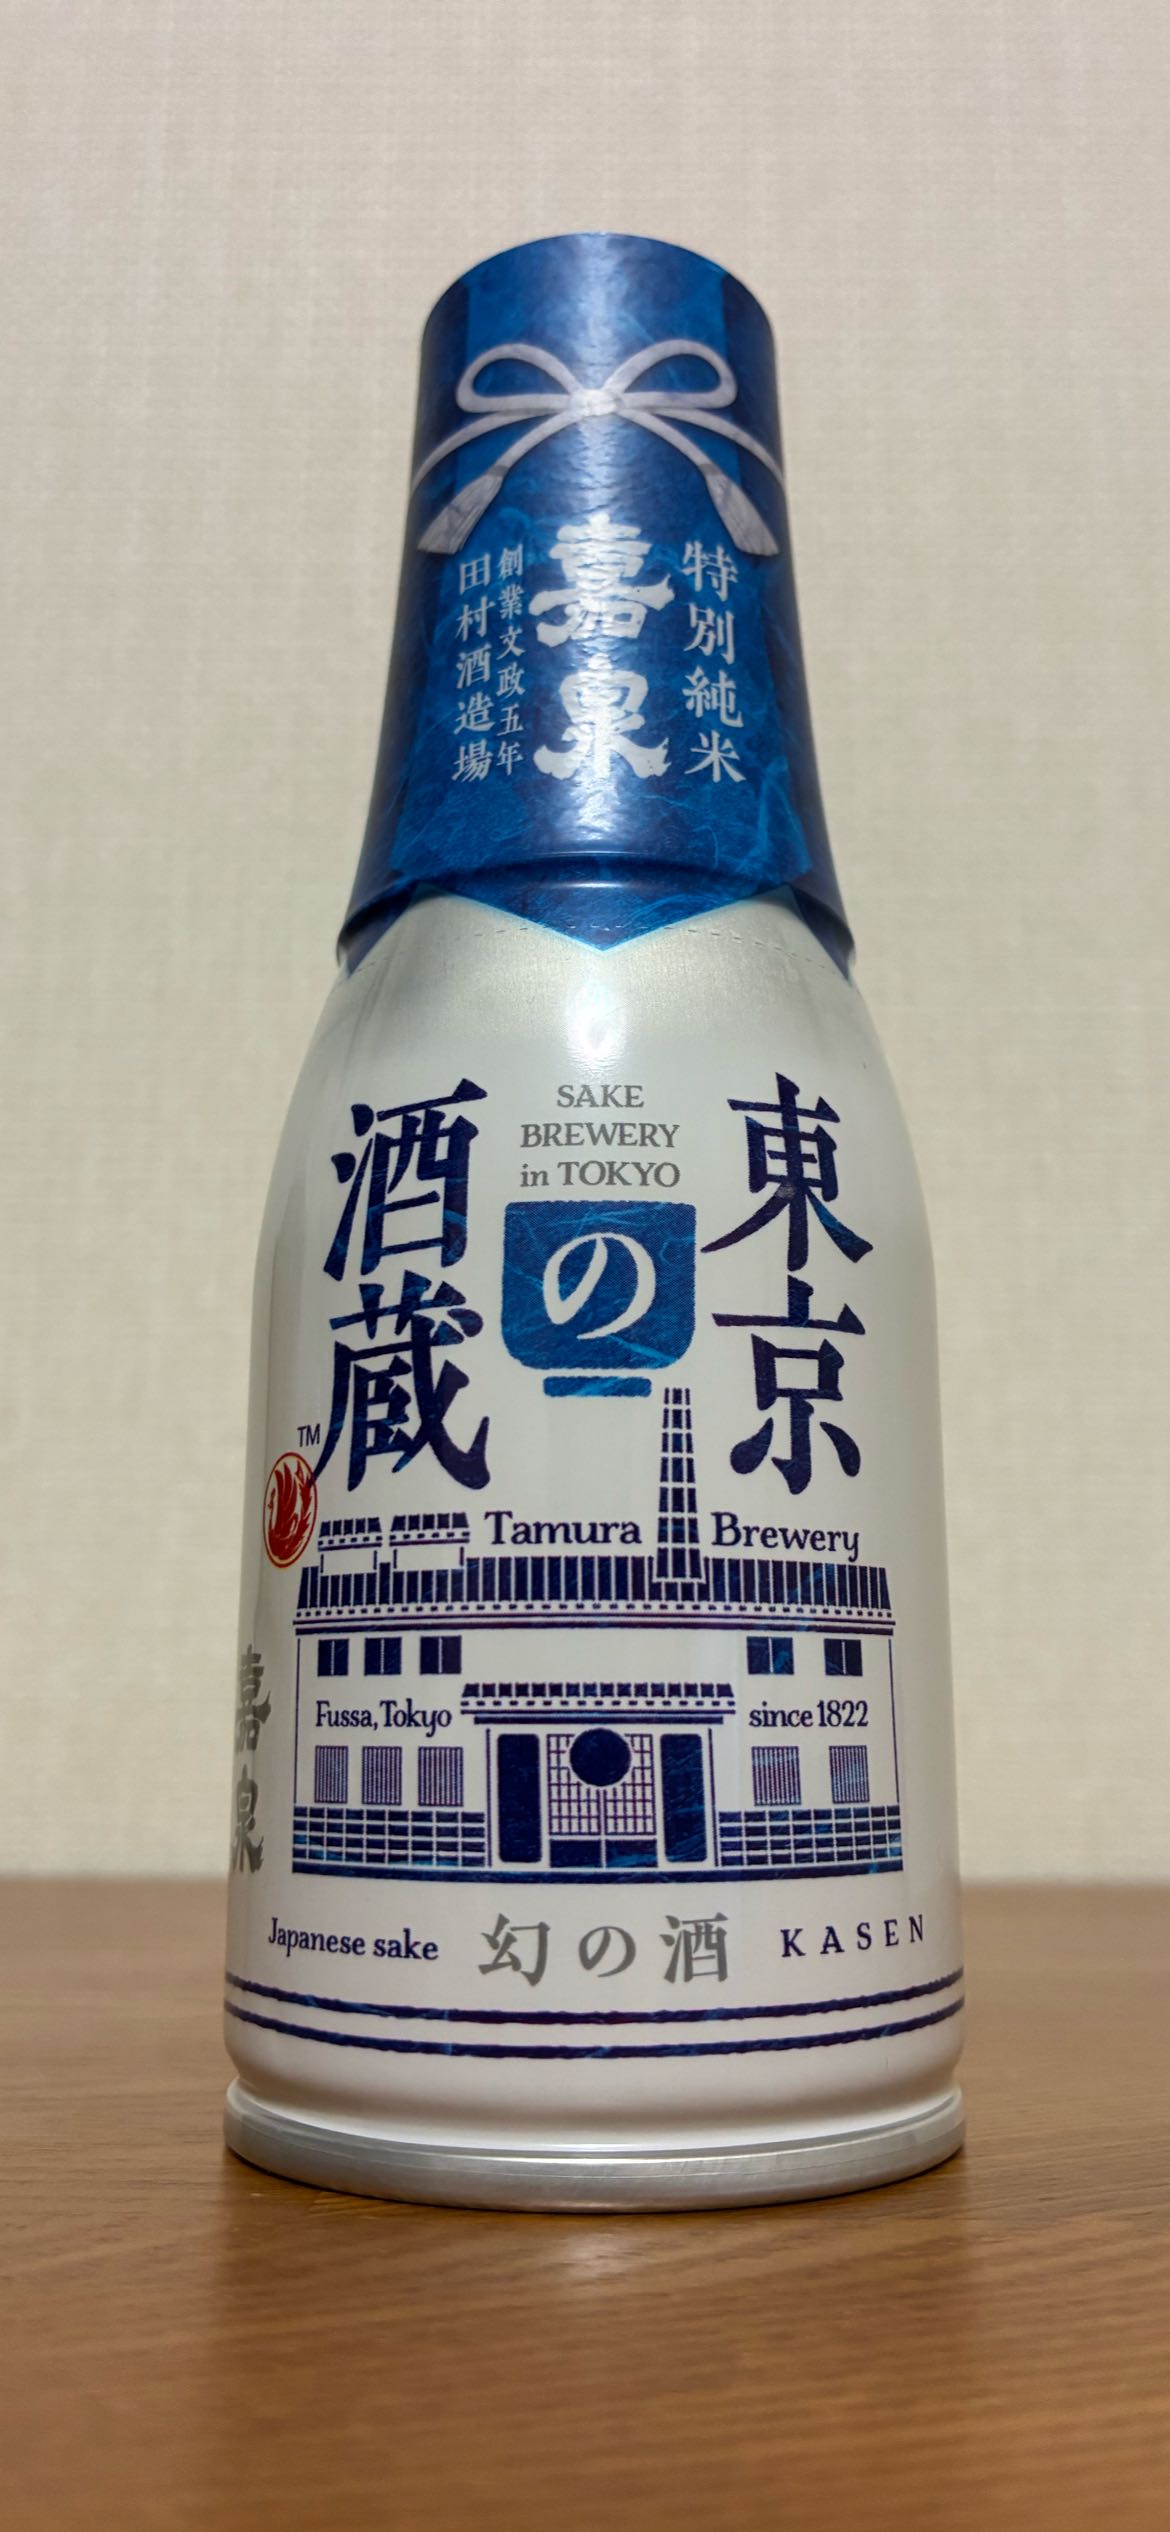 特別純米
嘉泉
創業文政五年
田村酒造場
SAKE
BREWERY
in TOKYO
東京
の
酒蔵
TM
Tamura Brewery
Fussa, Tokyo
since 1822
嘉泉
Japanese sake
幻の酒
KASEN